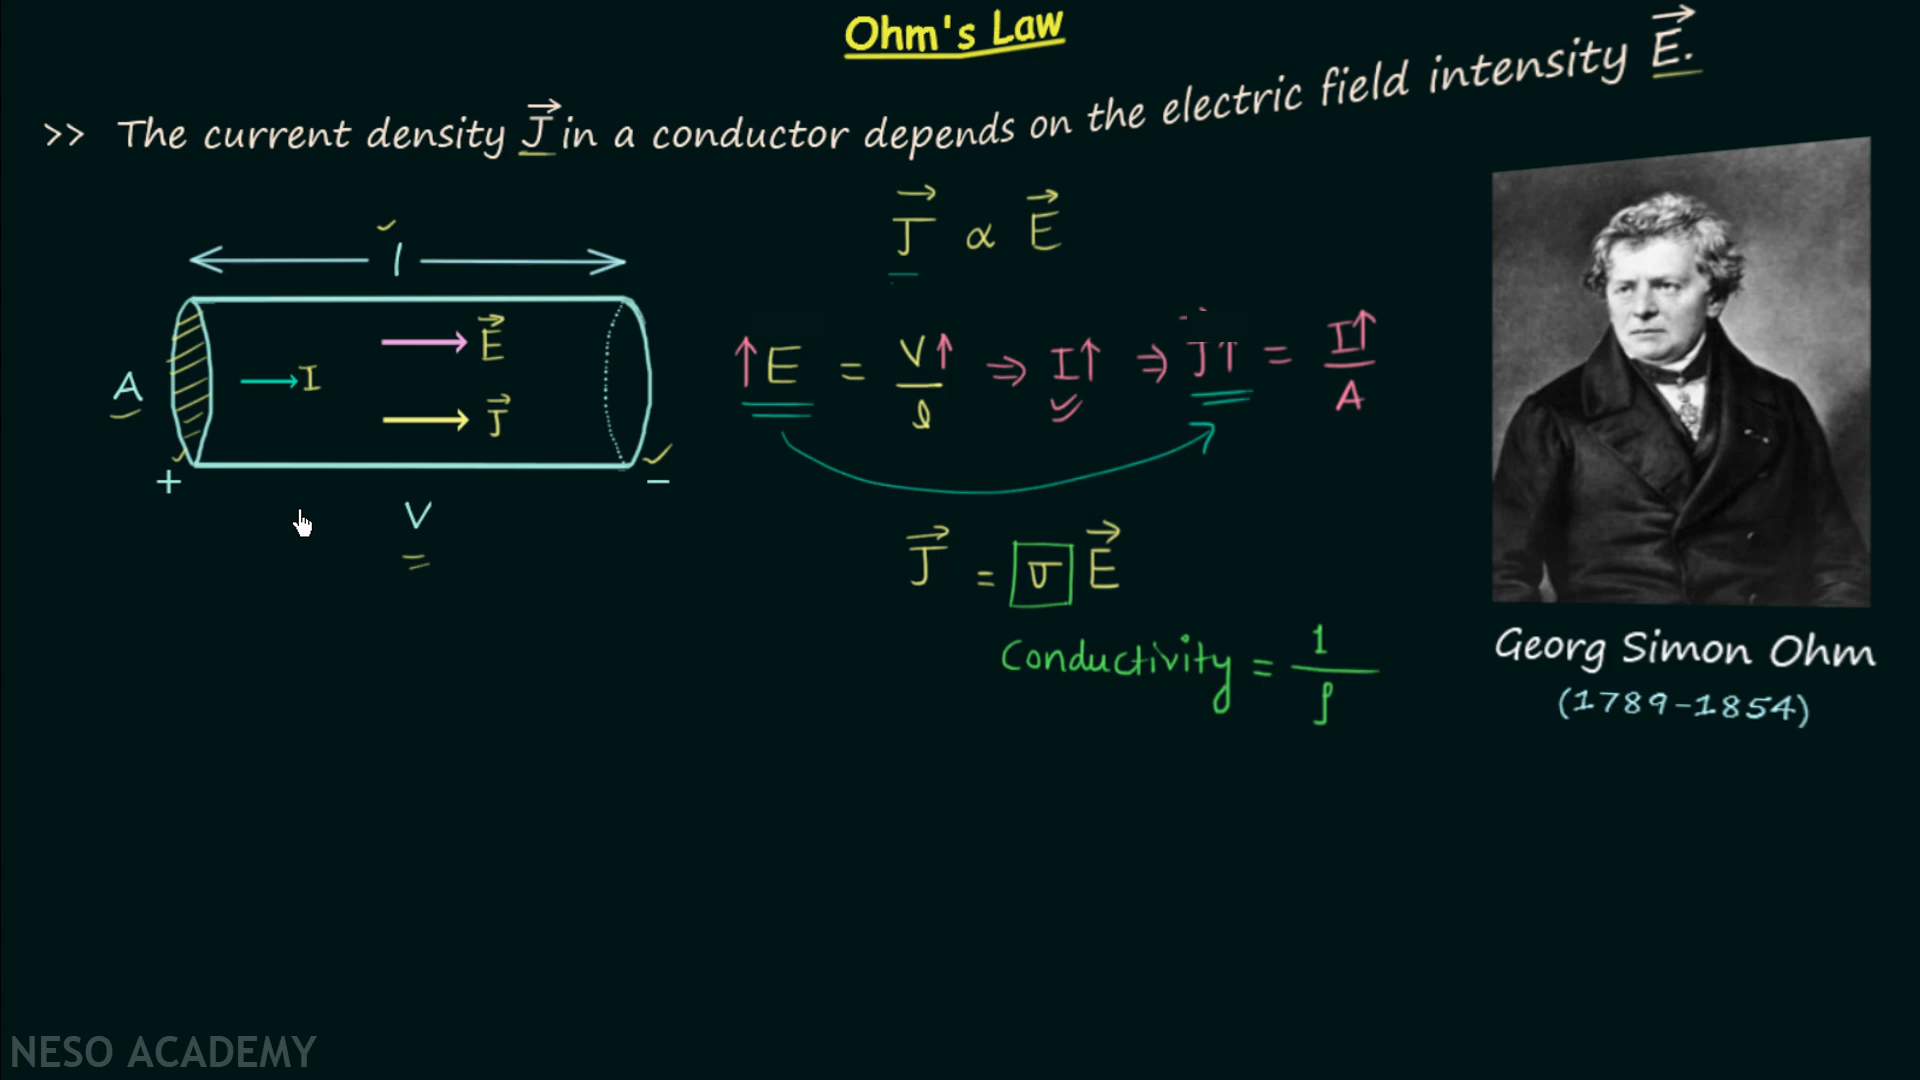 Ohm's Law
>> The current density J⃗ in a conductor depends on the electric field intensity E⃗.
J⃗ ∝ E⃗
l
E⃗
I
J⃗
A
+ −
V
↑E = V↑/l ⇒ I↑ ⇒ J↑ = I↑/A
J⃗ = σ E⃗
Conductivity = 1/ρ
Georg Simon Ohm
(1789-1854)
NESO ACADEMY